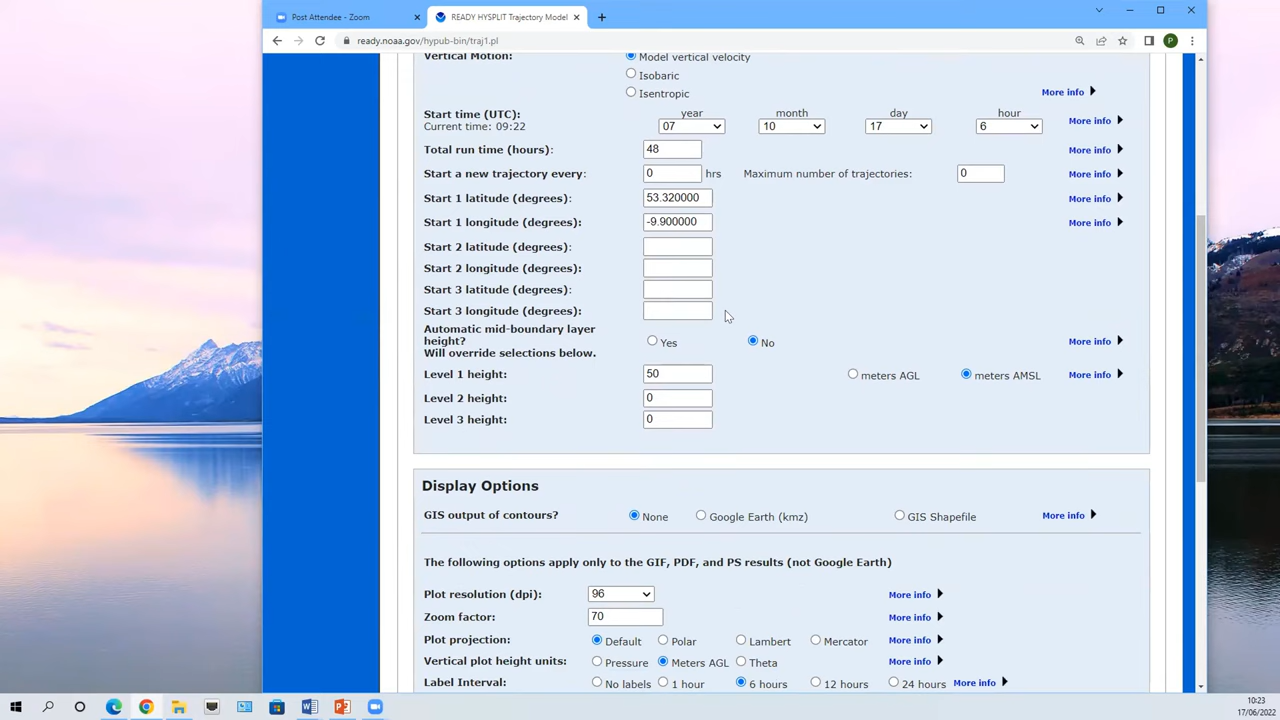 Post Attendee - Zoom
READY HYSPLIT Trajectory Model
ready.noaa.gov/hypub-bin/traj1.pl
P
Vertical Motion: Model vertical velocity
Isobaric
Isentropic
More info
Start time (UTC): year month day hour
Current time: 09:22 07 10 17 6 More info
Total run time (hours): 48 More info
Start a new trajectory every: 0 hrs Maximum number of trajectories: 0 More info
Start 1 latitude (degrees): 53.320000 More info
Start 1 longitude (degrees): -9.900000 More info
Start 2 latitude (degrees):
Start 2 longitude (degrees):
Start 3 latitude (degrees):
Start 3 longitude (degrees):
Automatic mid-boundary layer
height? Yes No More info
Will override selections below.
Level 1 height: 50 meters AGL meters AMSL More info
Level 2 height: 0
Level 3 height: 0
Display Options
GIS output of contours? None Google Earth (kmz) GIS Shapefile More info
The following options apply only to the GIF, PDF, and PS results (not Google Earth)
Plot resolution (dpi): 96 More info
Zoom factor: 70 More info
Plot projection: Default Polar Lambert Mercator More info
Vertical plot height units: Pressure Meters AGL Theta More info
Label Interval: No labels 1 hour 6 hours 12 hours 24 hours More info
10:23
17/06/2022